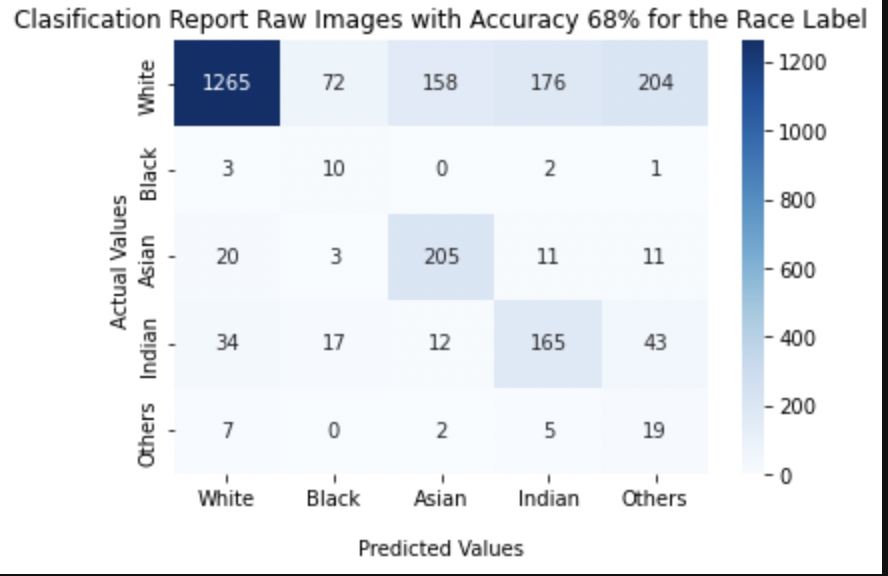 Clasification Report Raw Images with Accuracy 68% for the Race Label
Actual Values
White 1265 72 158 176 204
Black 3 10 0 2 1
Asian 20 3 205 11 11
Indian 34 17 12 165 43
Others 7 0 2 5 19
White Black Asian Indian Others
Predicted Values
1200
1000
800
600
400
200
0